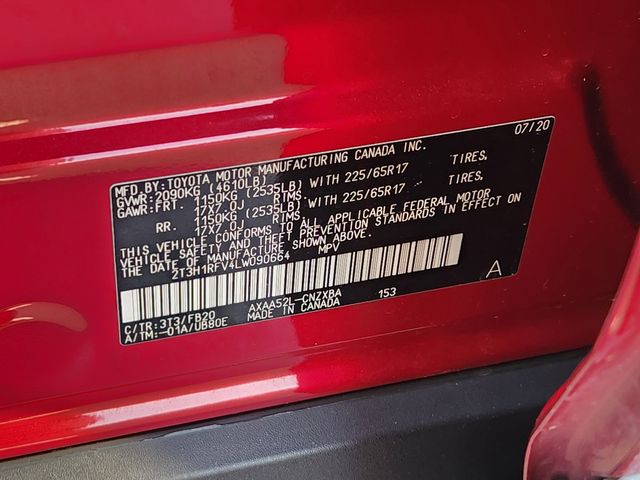 07/20
MFD.BY:TOYOTA MOTOR MANUFACTURING CANADA INC.
GVWR:2090KG (4610LB)
GAWR:FRT. 1150KG (2535LB) WITH 225/65R17 TIRES,
17X7.0J RIMS,
RR. 1150KG (2535LB) WITH 225/65R17 TIRES,
17X7.0J RIMS,
THIS VEHICLE CONFORMS TO ALL APPLICABLE FEDERAL MOTOR
VEHICLE SAFETY AND THEFT PREVENTION STANDARDS IN EFFECT ON
THE DATE OF MANUFACTURE SHOWN ABOVE.
2T3H1RFV4LW090664 MPV
A
C/TR:3T3/FB20 AXAA52L-CNZXBA 153
A/TM:-01A/UB80E MADE IN CANADA